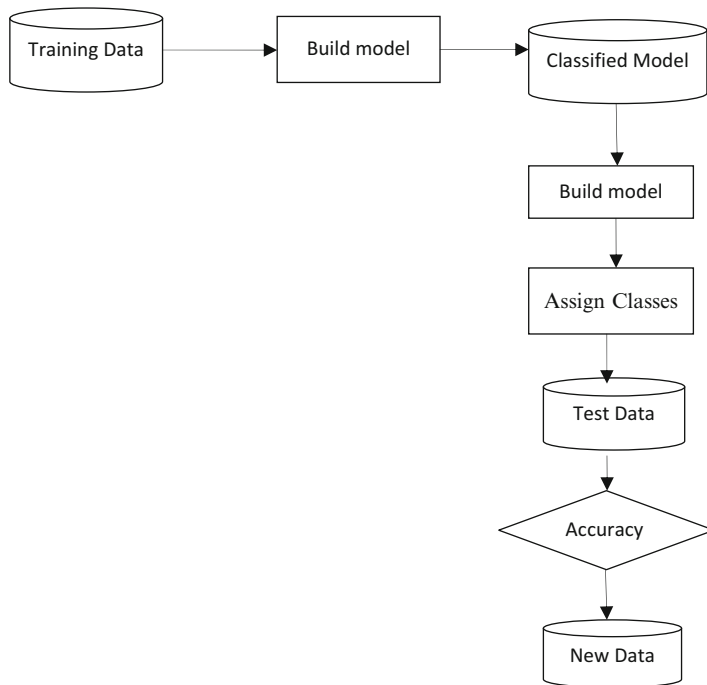 Training Data
Build model
Classified Model
Build model
Assign Classes
Test Data
Accuracy
New Data